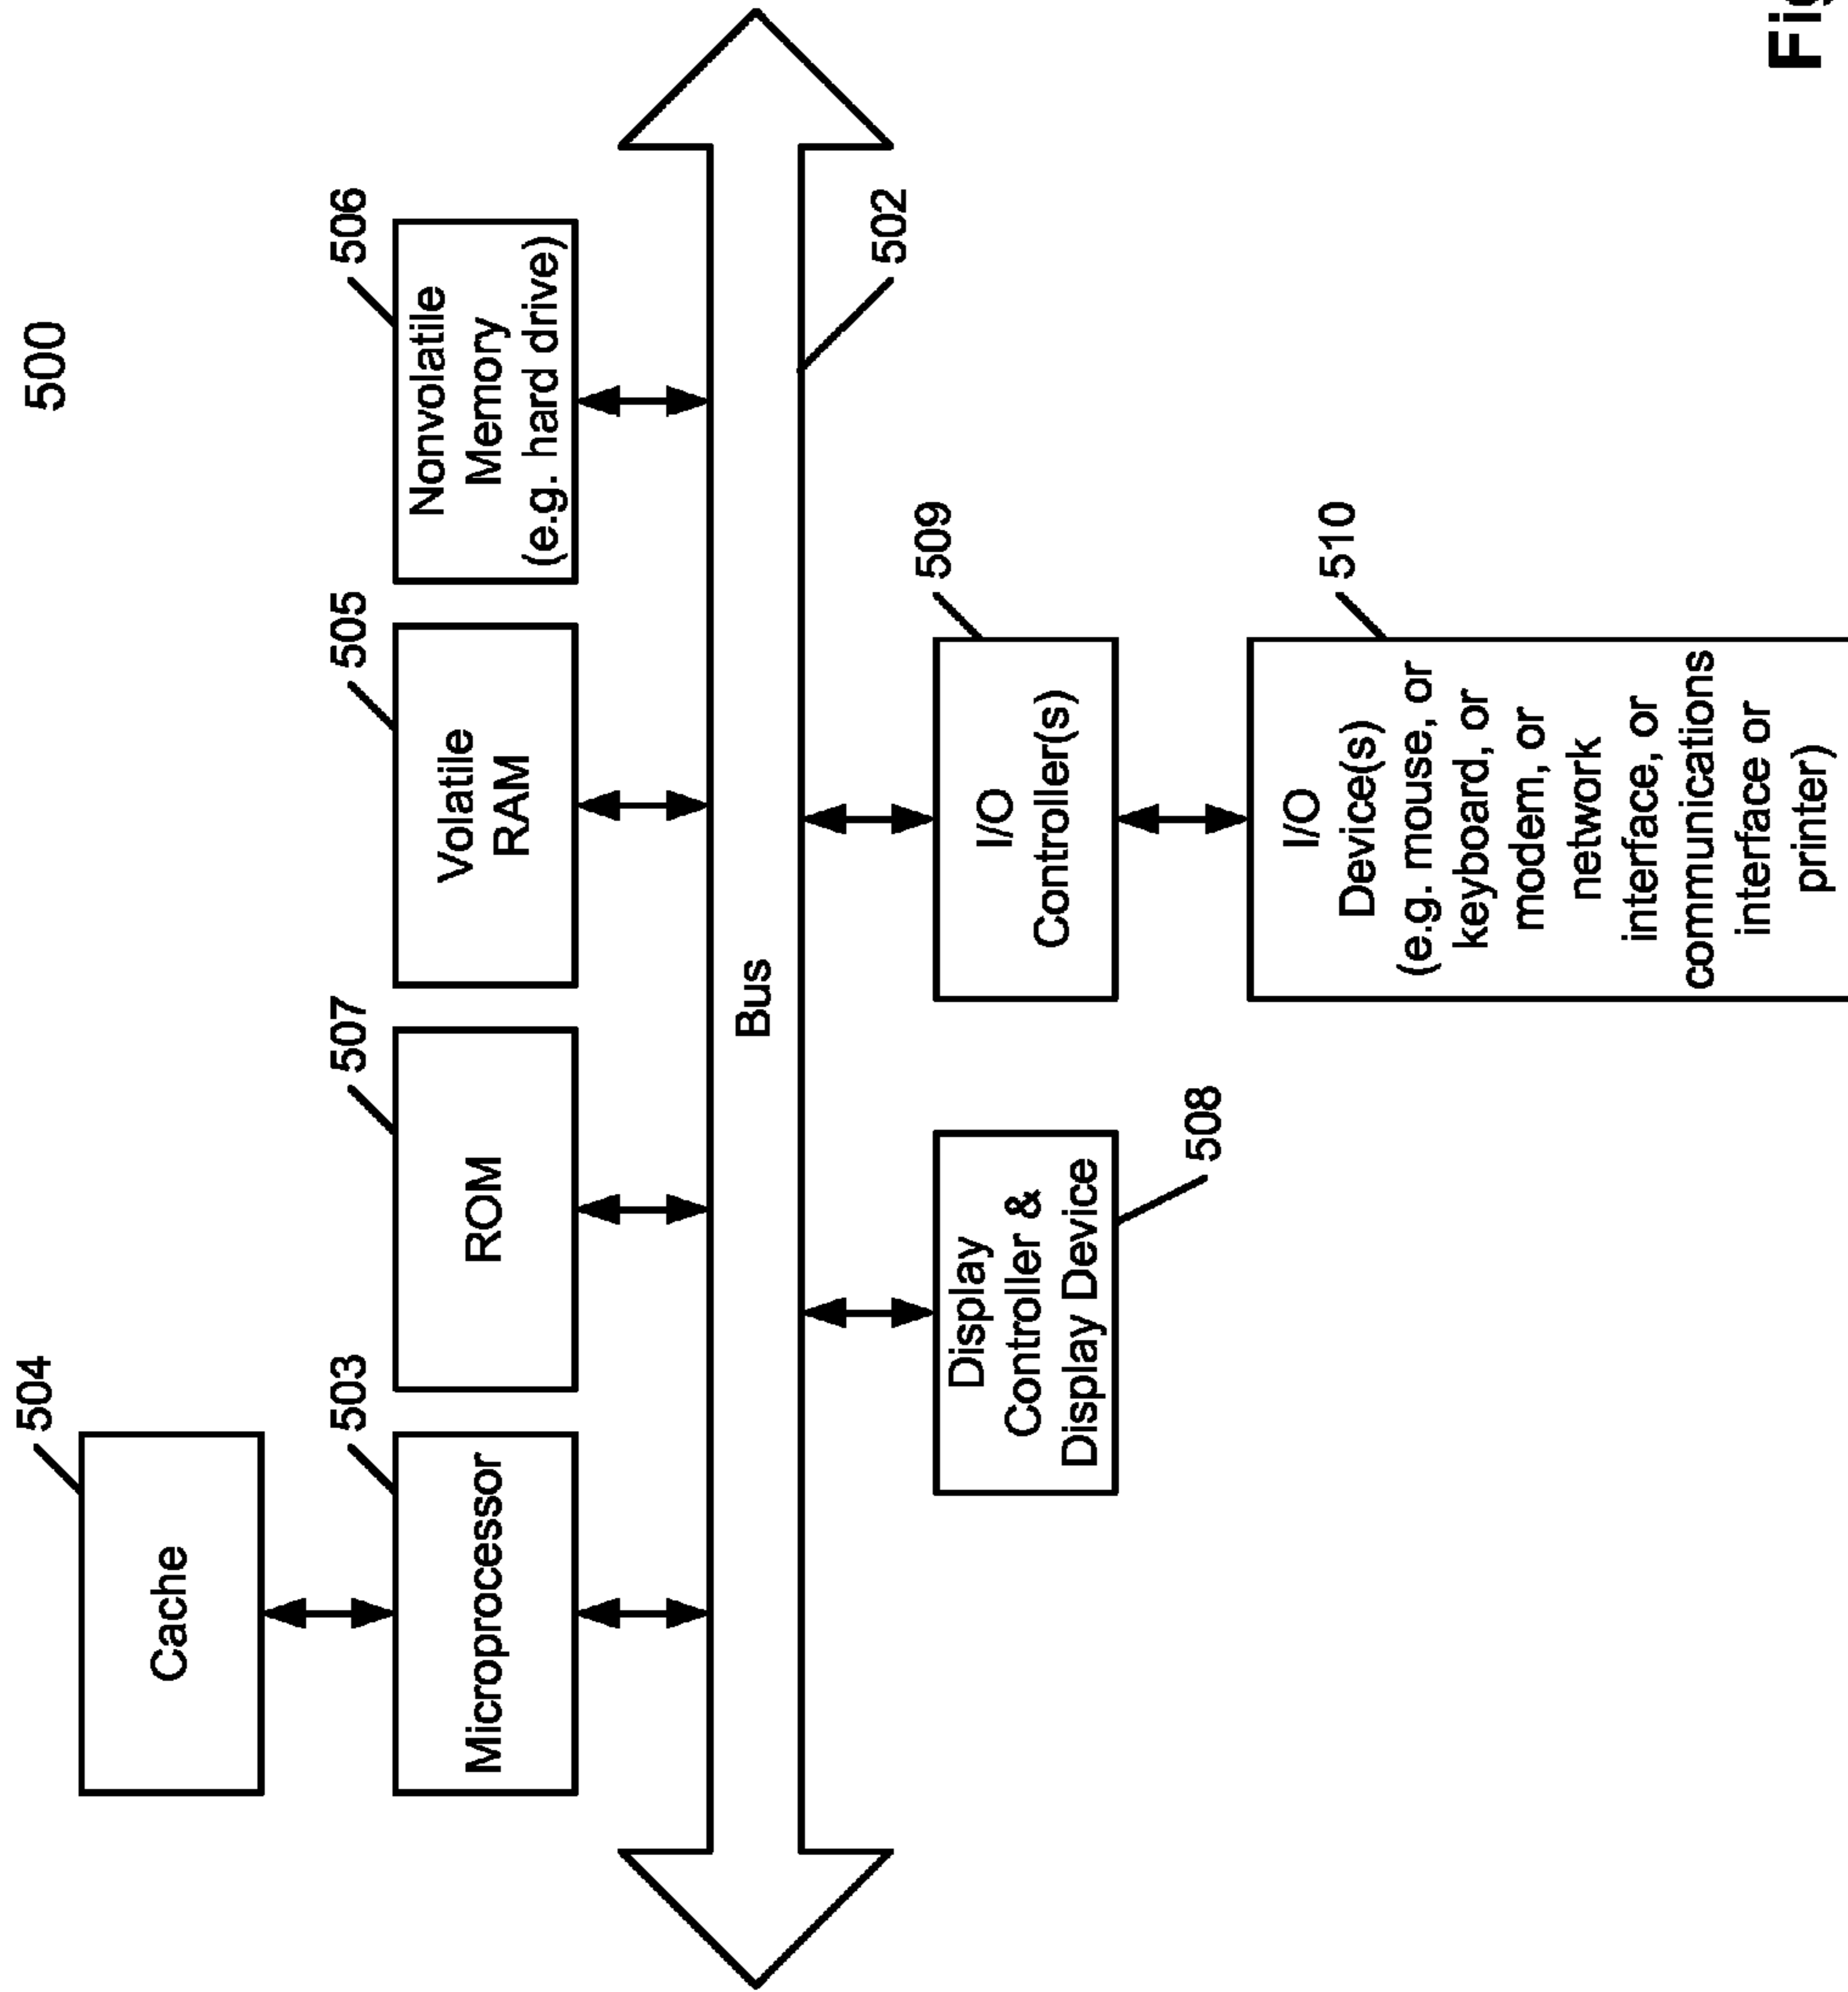 500
504
Cache
503
Microprocessor
507
ROM
505
Volatile
RAM
506
Nonvolatile
Memory
(e.g. hard drive)
Bus
502
508
Display
Controller &
Display Device
509
I/O
Controller(s)
510
I/O
Device(s)
(e.g. mouse, or
keyboard, or
modem, or
network
interface, or
communications
interface or
printer)